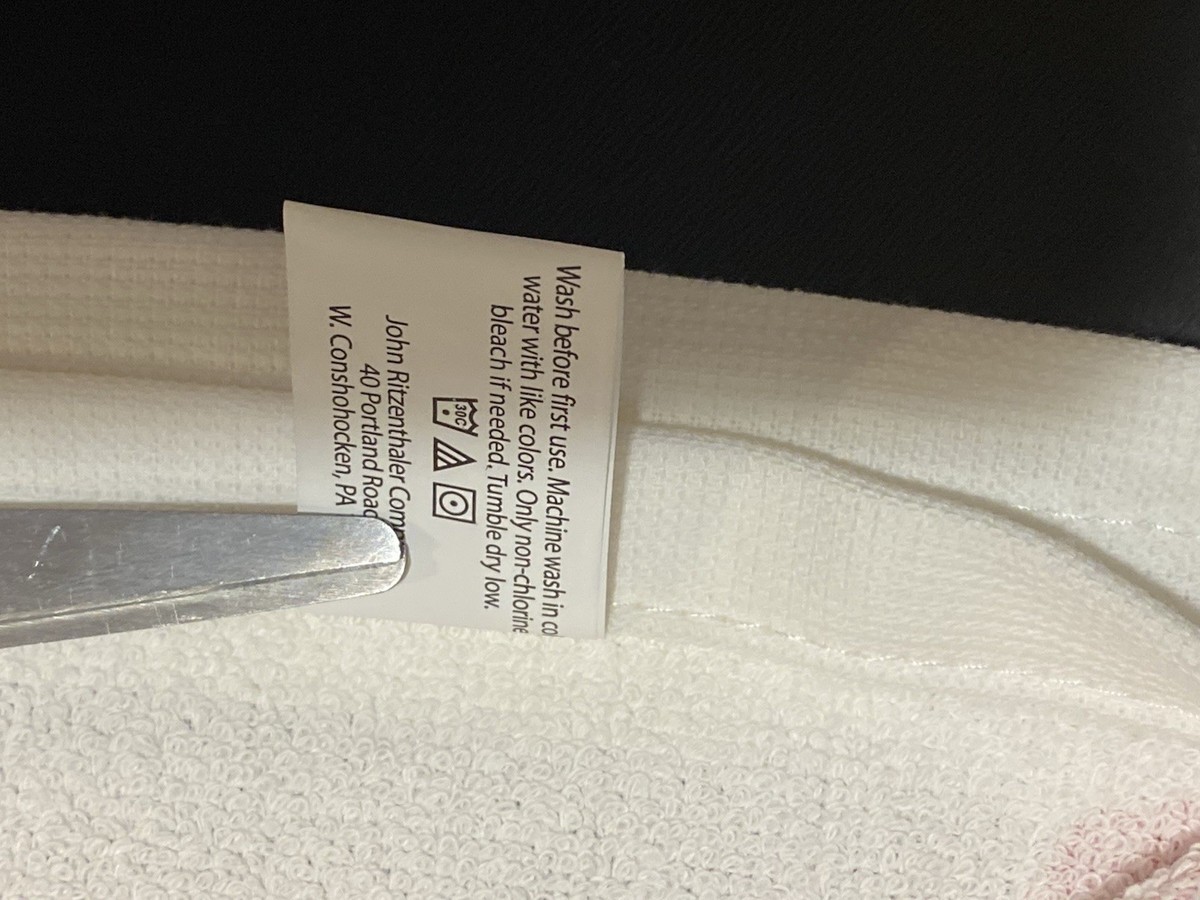 Wash before first use. Machine wash in co
water with like colors. Only non-chlorine
bleach if needed. Tumble dry low.
30C
John Ritzenthaler Comp
40 Portland Road
W. Conshohocken, PA